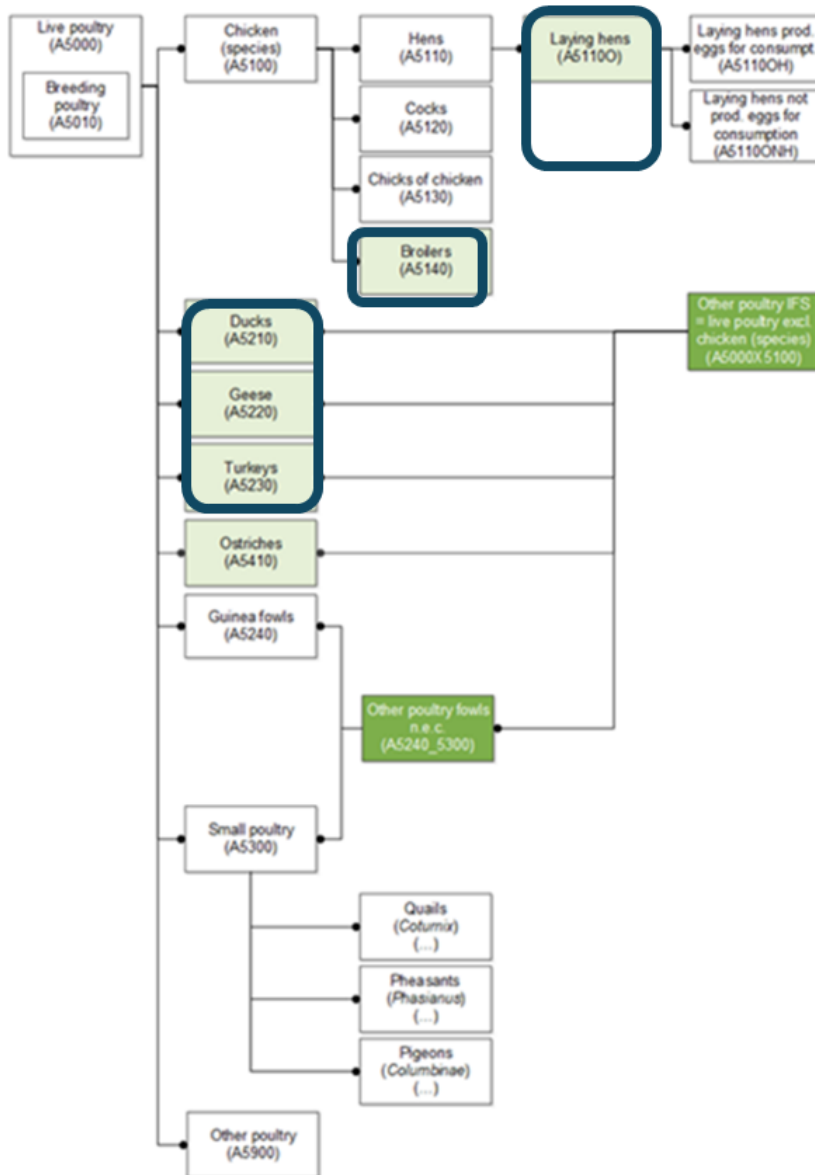 Live poultry
(A5000)
Breeding
poultry
(A5010)
Chicken
(species)
(A5100)
Hens
(A5110)
Laying hens
(A5110O)
Laying hens prod.
eggs for consumpt.
(A5110OH)
Laying hens not
prod. eggs for
consumption
(A5110ONH)
Cocks
(A5120)
Chicks of chicken
(A5130)
Broilers
(A5140)
Ducks
(A5210)
Other poultry IFS
= live poultry excl.
chicken (species)
(A5000X5100)
Geese
(A5220)
Turkeys
(A5230)
Ostriches
(A5410)
Guinea fowls
(A5240)
Other poultry fowls
n.e.c.
(A5240_5300)
Small poultry
(A5300)
Quails
(Coturnix)
(...)
Pheasants
(Phasianus)
(...)
Pigeons
(Columbinae)
(...)
Other poultry
(A5900)